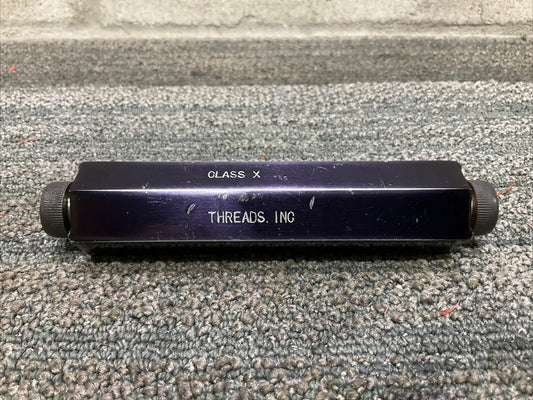 CLASS X
THREADS, INC